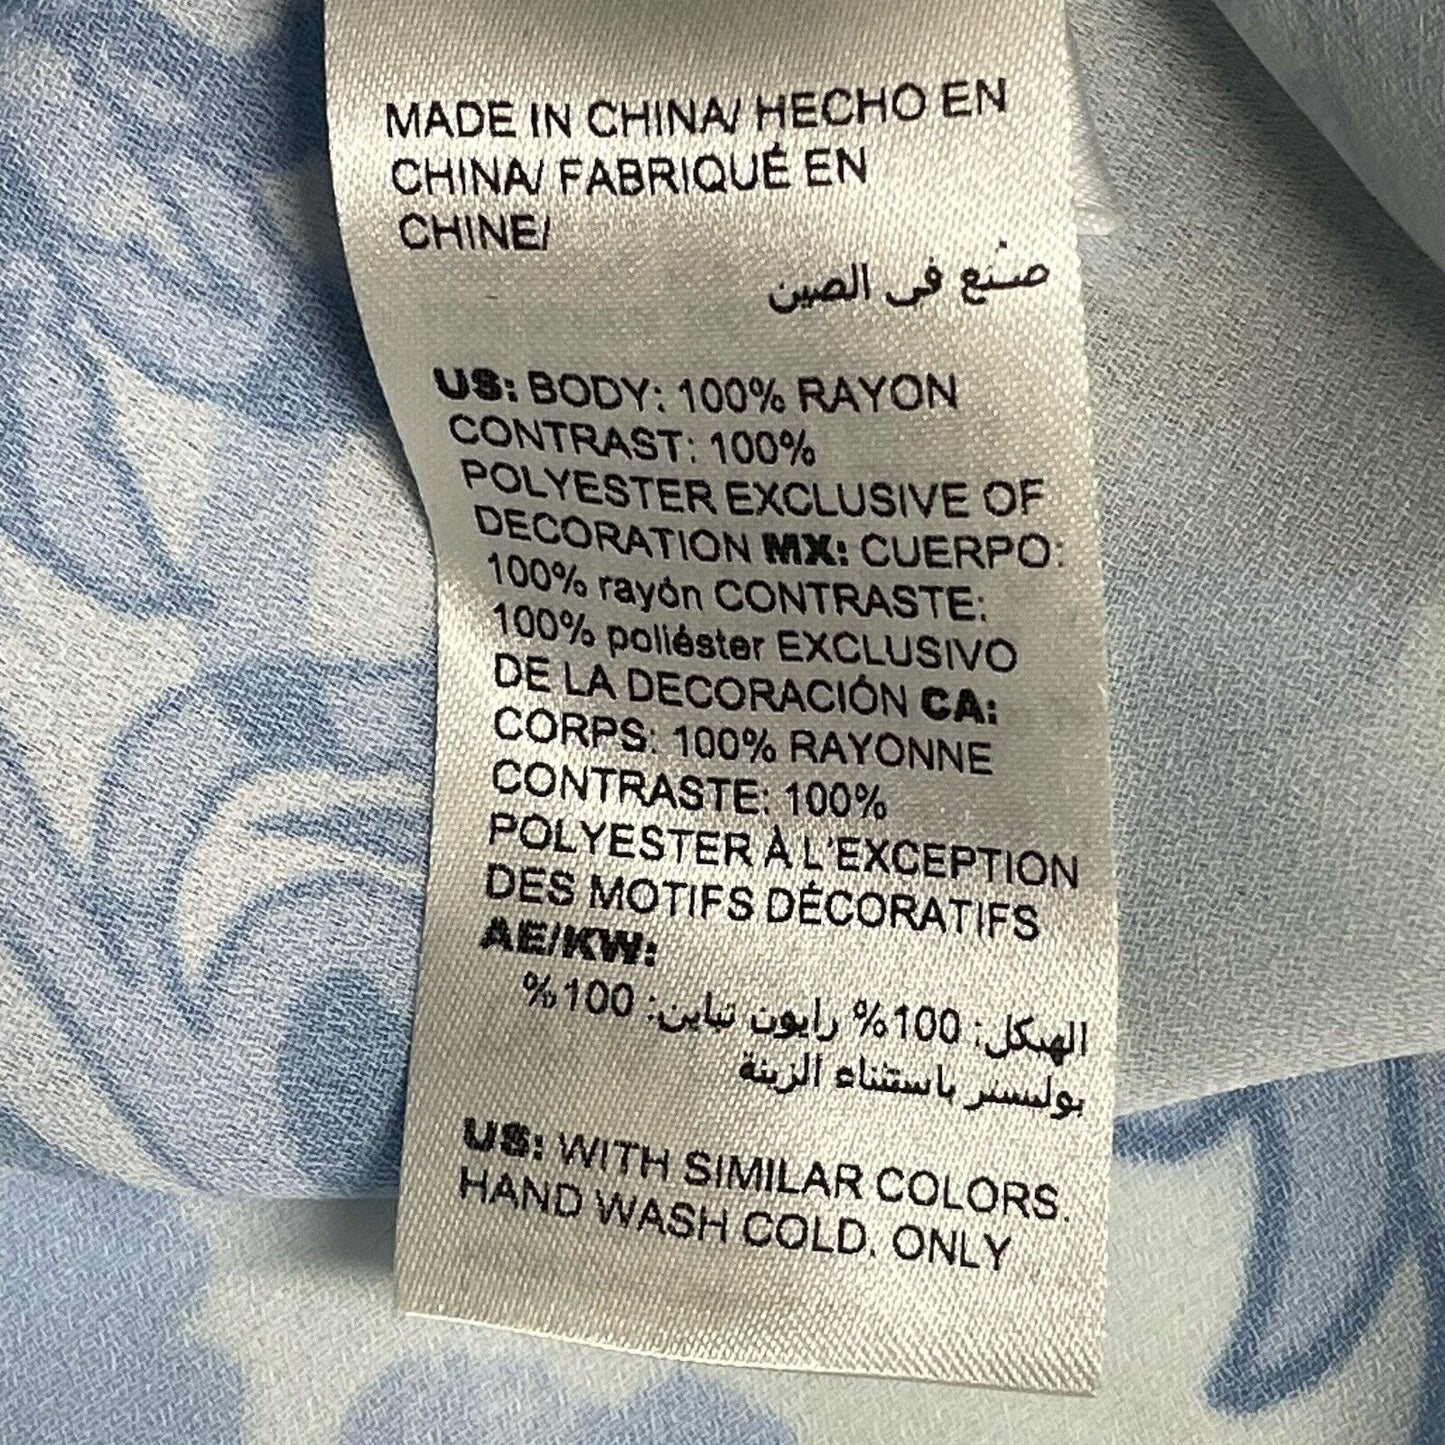 MADE IN CHINA/ HECHO EN
CHINA/ FABRIQUÉ EN
CHINE/
صنع في الصين
US: BODY: 100% RAYON
CONTRAST: 100%
POLYESTER EXCLUSIVE OF
DECORATION MX: CUERPO:
100% rayón CONTRASTE:
100% poliéster EXCLUSIVO
DE LA DECORACIÓN CA:
CORPS: 100% RAYONNE
CONTRASTE: 100%
POLYESTER À L'EXCEPTION
DES MOTIFS DÉCORATIFS
AE/KW:
الهيكل: 100% رايون تباين: 100%
بوليستر باستثناء الزينة
US: WITH SIMILAR COLORS.
HAND WASH COLD. ONLY